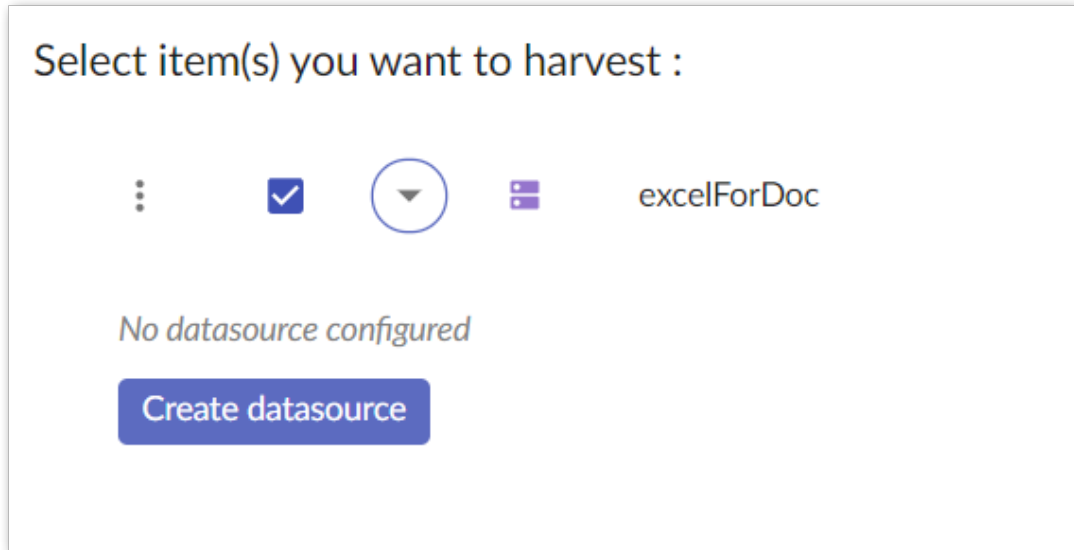 Select item(s) you want to harvest :
excelForDoc
No datasource configured
Create datasource